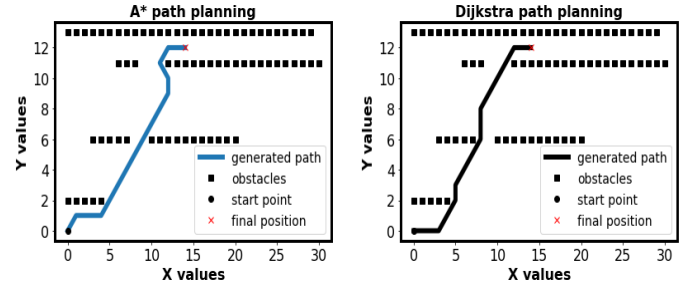 A* path planning
Y values
12
10
8
6
4
2
0
generated path
obstacles
start point
final position
0 5 10 15 20 25 30
X values
Dijkstra path planning
Y values
12
10
8
6
4
2
0
generated path
obstacles
start point
final position
0 5 10 15 20 25 30
X values